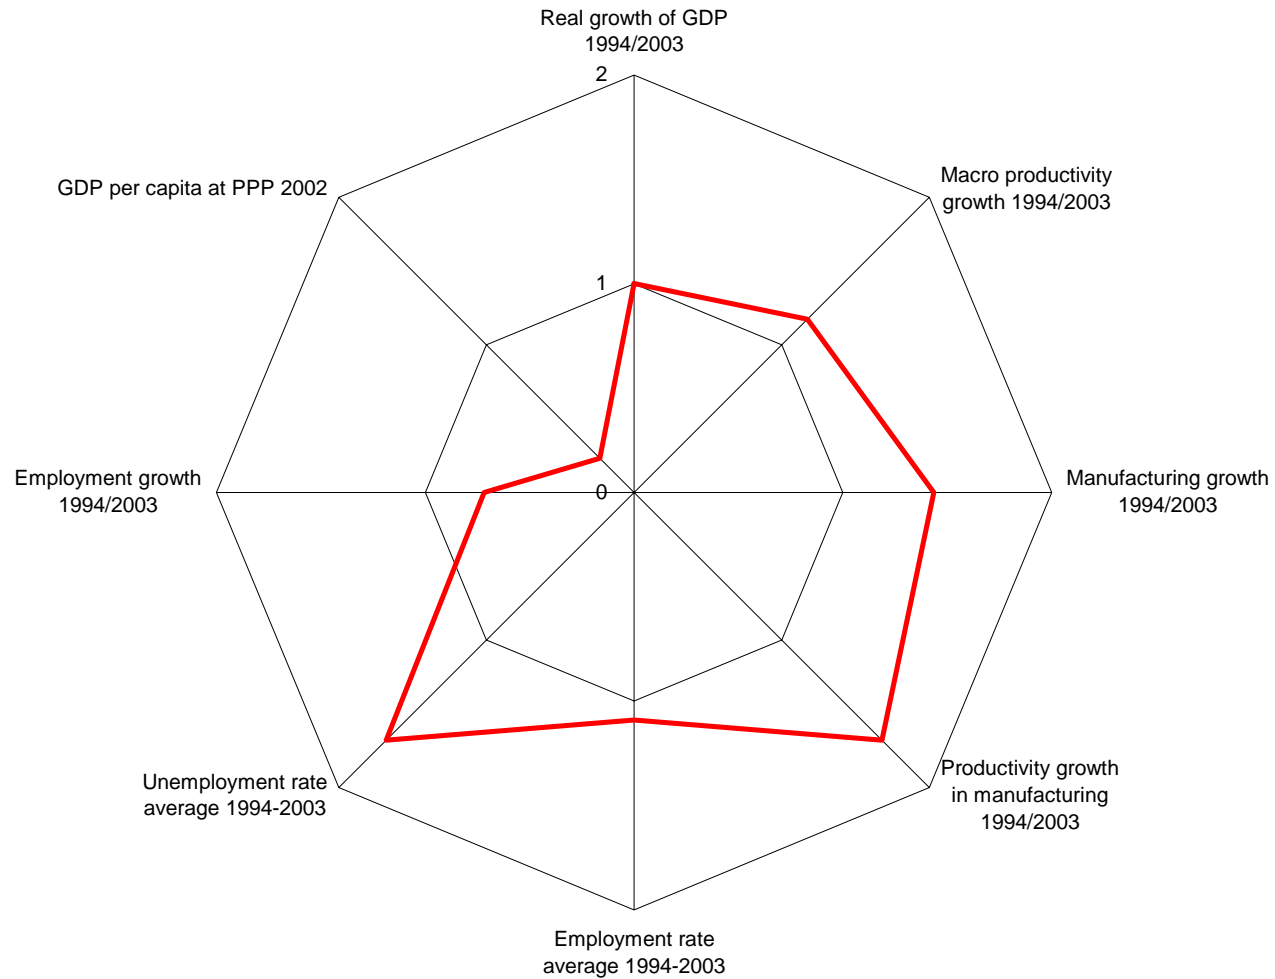 Real growth of GDP
1994/2003
2
Macro productivity
growth 1994/2003
GDP per capita at PPP 2002
1
Employment growth
1994/2003
0
Manufacturing growth
1994/2003
Unemployment rate
average 1994-2003
Productivity growth
in manufacturing
1994/2003
Employment rate
average 1994-2003